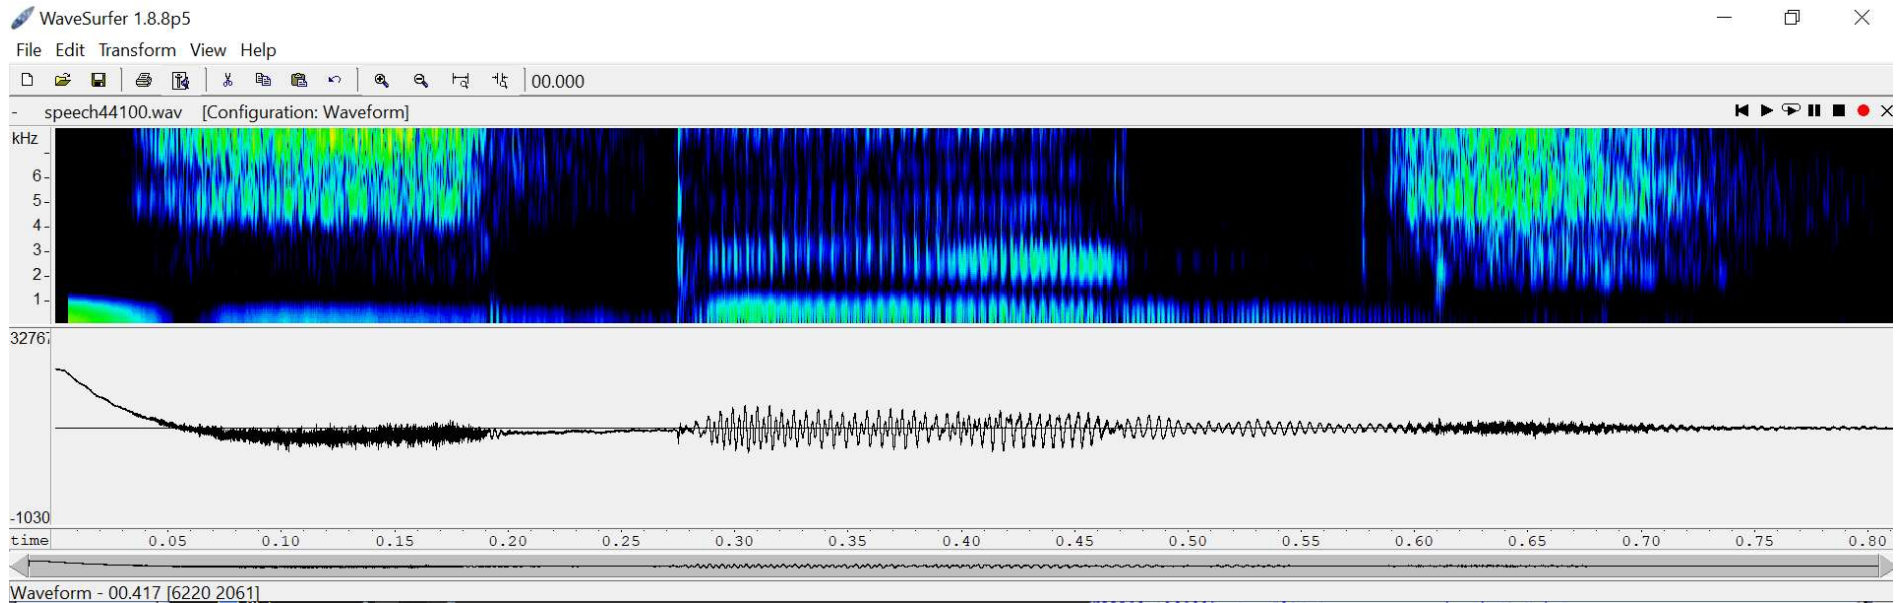 WaveSurfer 1.8.8p5
File Edit Transform View Help
00.000
- speech44100.wav [Configuration: Waveform]
kHz
6
5
4
3
2
1
32767
-1030
time 0.05 0.10 0.15 0.20 0.25 0.30 0.35 0.40 0.45 0.50 0.55 0.60 0.65 0.70 0.75 0.80
Waveform - 00.417 [6220 2061]